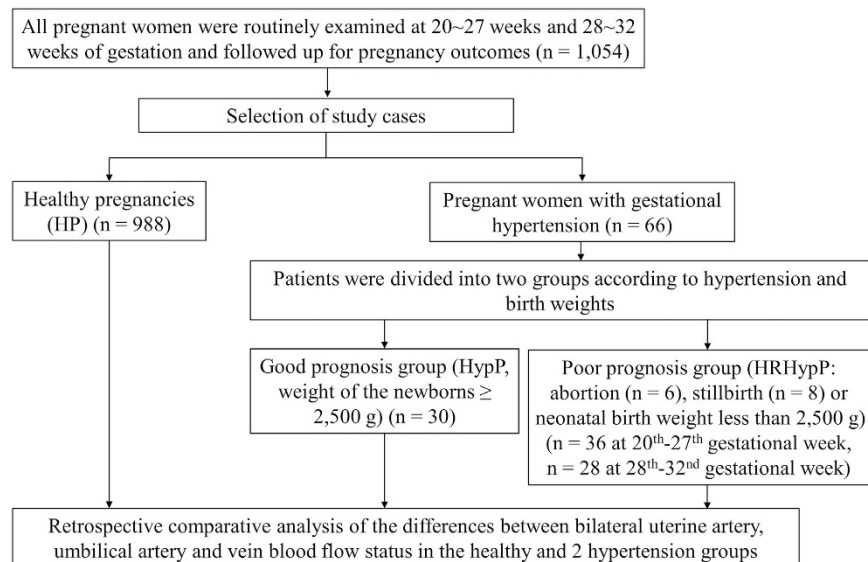 All pregnant women were routinely examined at 20~27 weeks and 28~32
weeks of gestation and followed up for pregnancy outcomes (n = 1,054)
Selection of study cases
Healthy pregnancies
(HP) (n = 988)
Pregnant women with gestational
hypertension (n = 66)
Patients were divided into two groups according to hypertension and
birth weights
Good prognosis group (HypP,
weight of the newborns ≥
2,500 g) (n = 30)
Poor prognosis group (HRHypP:
abortion (n = 6), stillbirth (n = 8) or
neonatal birth weight less than 2,500 g)
(n = 36 at 20th-27th gestational week,
n = 28 at 28th-32nd gestational week)
Retrospective comparative analysis of the differences between bilateral uterine artery,
umbilical artery and vein blood flow status in the healthy and 2 hypertension groups